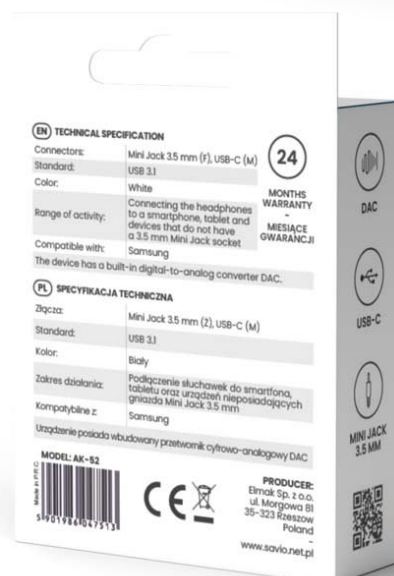 EN TECHNICAL SPECIFICATION
Connectors: Mini Jack 3.5 mm (F), USB-C (M)
Standard: USB 3.1
Color: White
Range of activity: Connecting the headphones
to a smartphone, tablet and
devices that do not have
a 3.5 mm Mini Jack socket
Compatible with: Samsung
The device has a built-in digital-to-analog converter DAC.
24
MONTHS
WARRANTY
-
MIESIĄCE
GWARANCJI
PL SPECYFIKACJA TECHNICZNA
Złącza: Mini Jack 3.5 mm (Ż), USB-C (M)
Standard: USB 3.1
Kolor: Biały
Zakres działania: Podłączenie słuchawek do smartfona,
tabletu oraz urządzeń nieposiadających
gniazda Mini Jack 3.5 mm
Kompatybilne z: Samsung
Urządzenie posiada wbudowany przetwornik cyfrowo-analogowy DAC
MODEL: AK-52
Made in P.R.C.
5 901986 047513
CE
PRODUCER:
Elmak Sp. z o.o.
ul. Morgowa 81
35-323 Rzeszow
Poland
-
www.savio.net.pl
DAC
USB-C
MINI JACK
3.5 MM